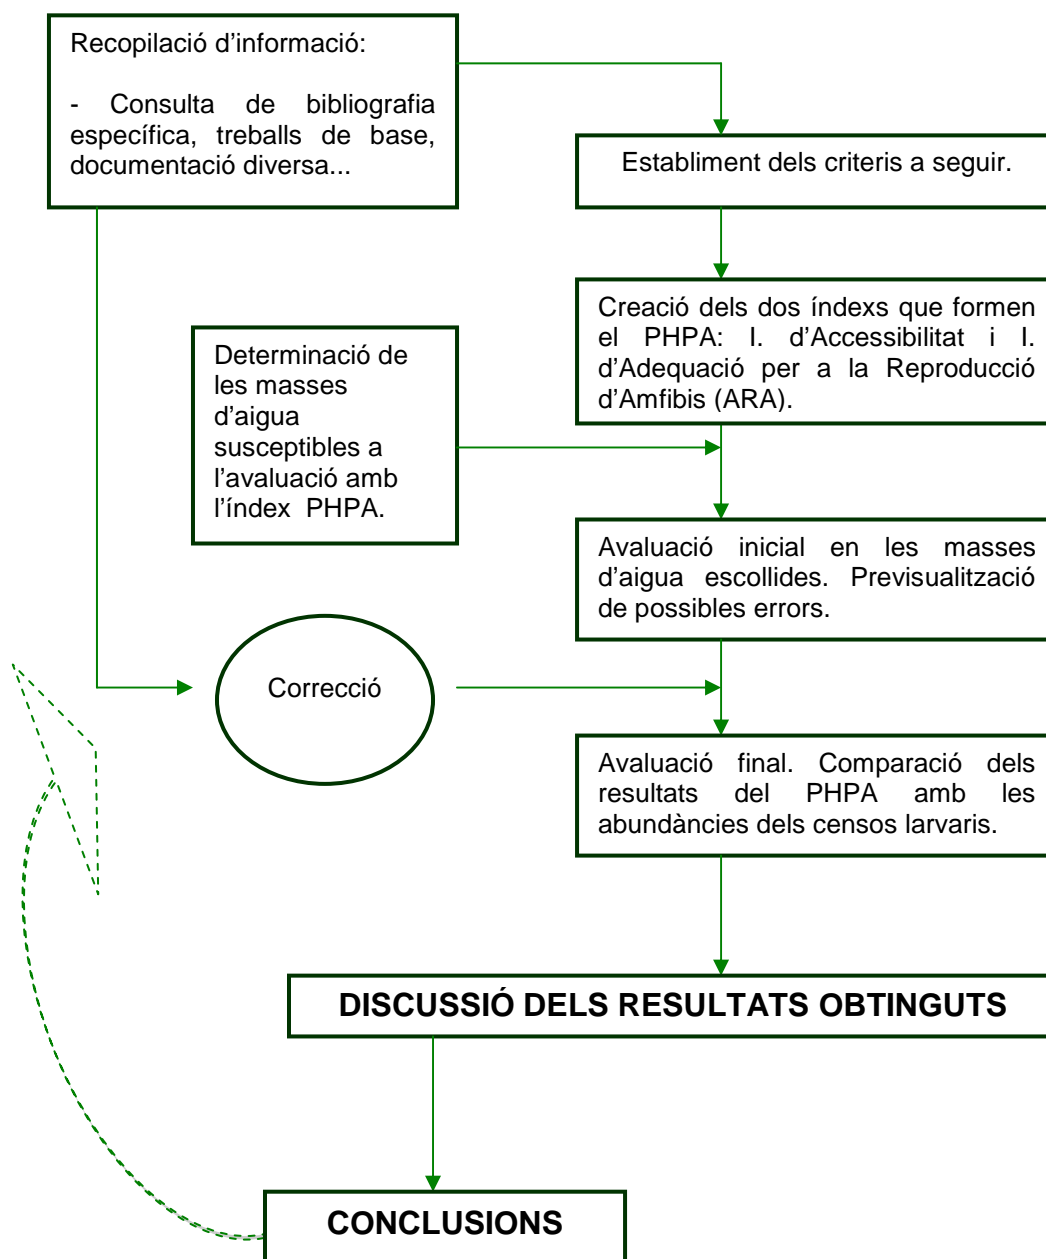 Recopilació d’informació:
- Consulta de bibliografia
específica, treballs de base,
documentació diversa...
Establiment dels criteris a seguir.
Creació dels dos índexs que formen
el PHPA: I. d’Accessibilitat i I.
d’Adequació per a la Reproducció
d’Amfibis (ARA).
Determinació de
les masses
d’aigua
susceptibles a
l’avaluació amb
l’índex PHPA.
Avaluació inicial en les masses
d’aigua escollides. Previsualització
de possibles errors.
Correcció
Avaluació final. Comparació dels
resultats del PHPA amb les
abundàncies dels censos larvaris.
DISCUSSIÓ DELS RESULTATS OBTINGUTS
CONCLUSIONS